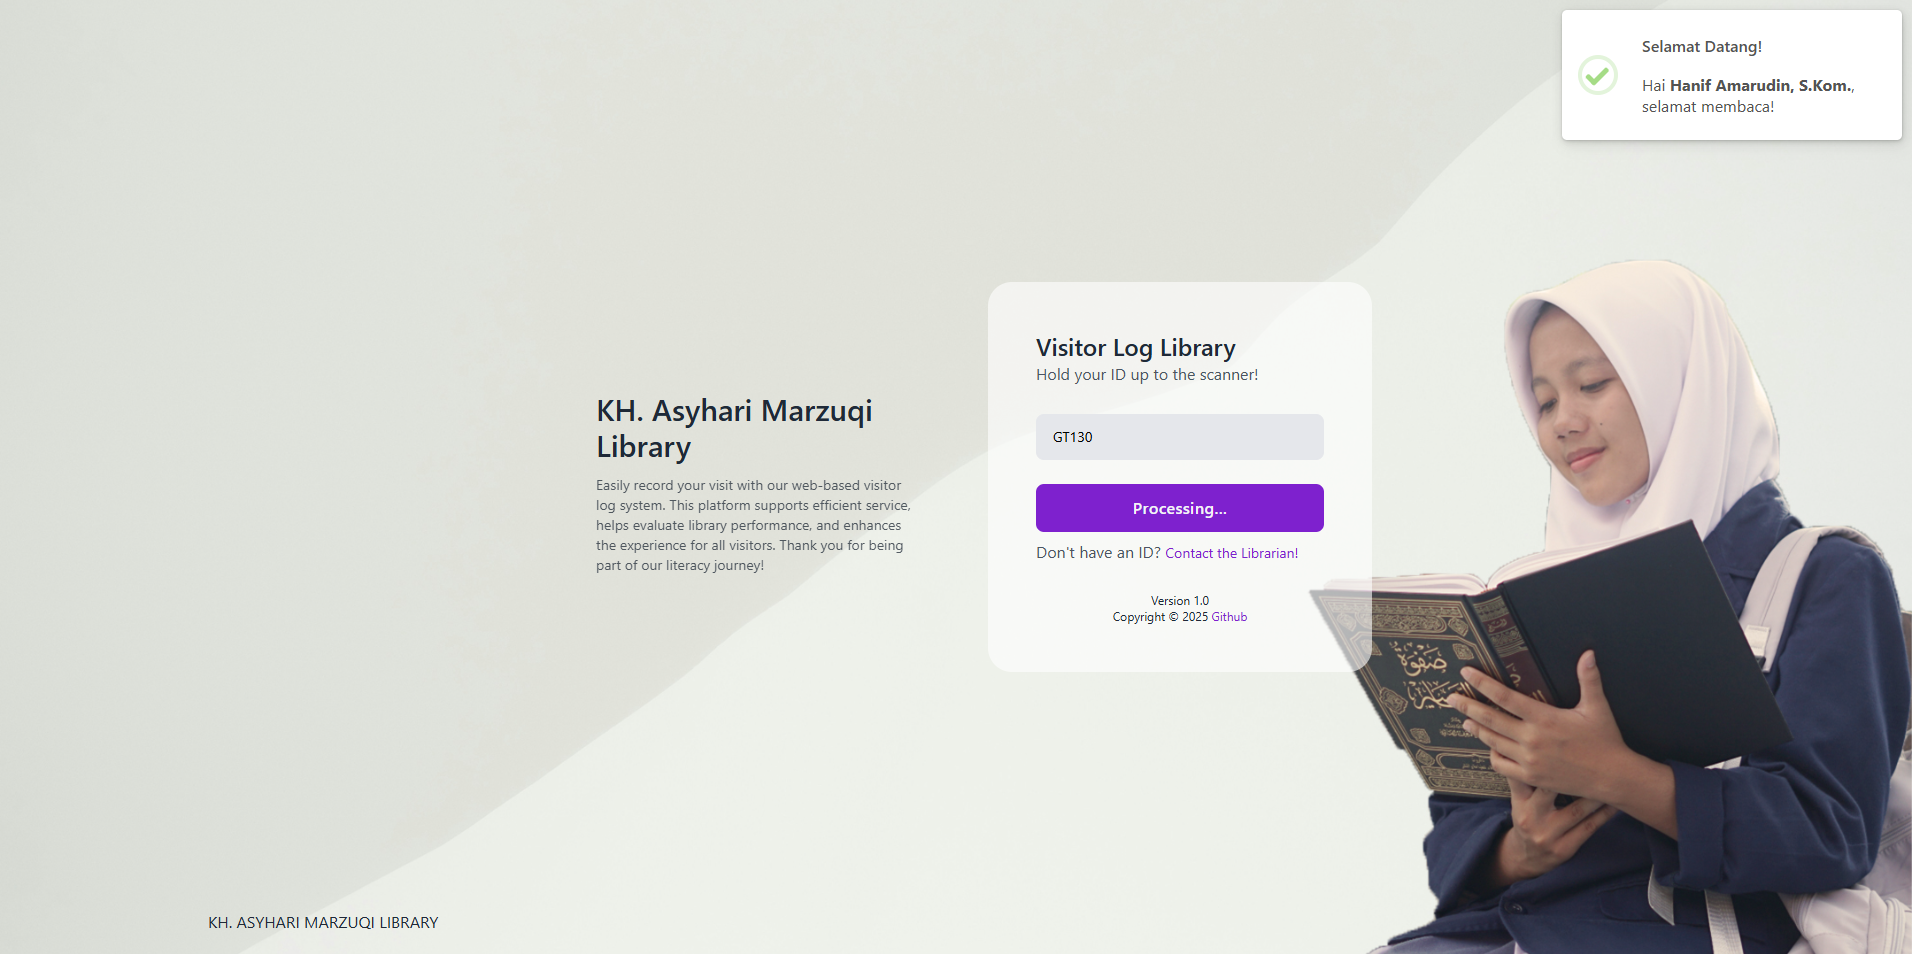 Selamat Datang!
Hai Hanif Amarudin, S.Kom.,
selamat membaca!
KH. Asyhari Marzuqi
Library
Easily record your visit with our web-based visitor
log system. This platform supports efficient service,
helps evaluate library performance, and enhances
the experience for all visitors. Thank you for being
part of our literacy journey!
Visitor Log Library
Hold your ID up to the scanner!
GT130
Processing...
Don't have an ID? Contact the Librarian!
Version 1.0
Copyright © 2025 Github
صفوة
KH. ASYHARI MARZUQI LIBRARY